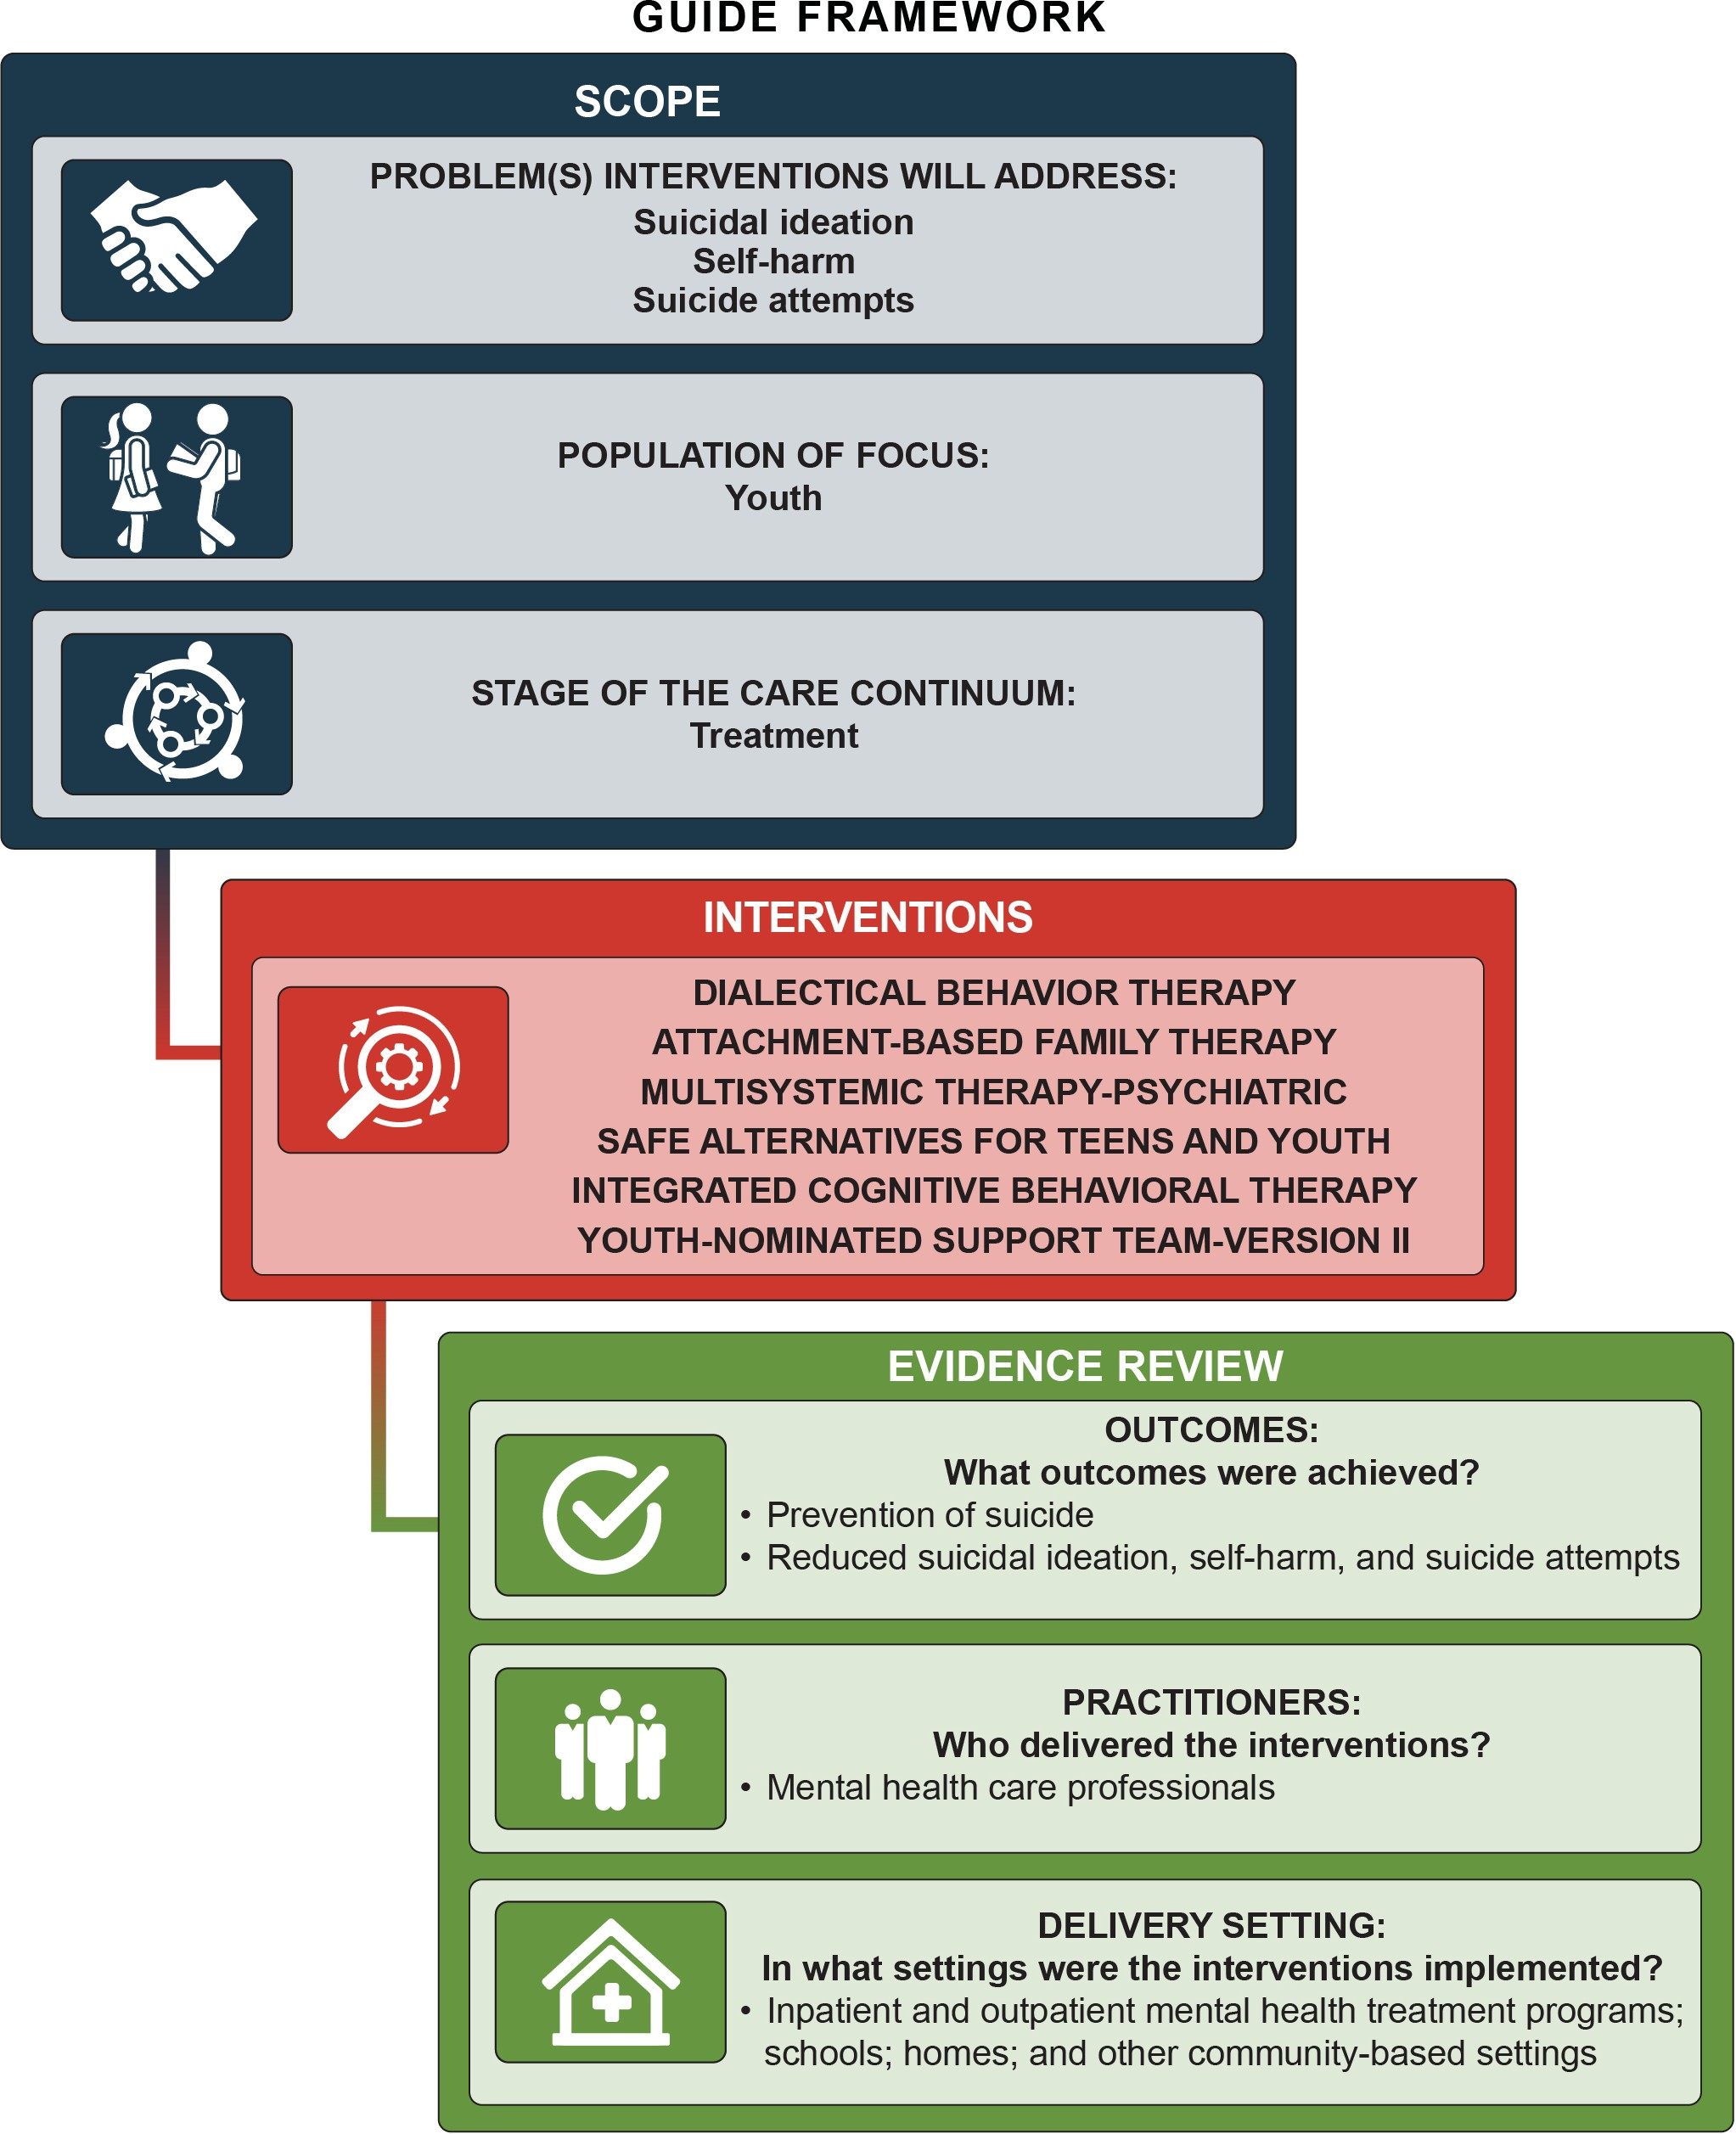 GUIDE FRAMEWORK
SCOPE
PROBLEM(S) INTERVENTIONS WILL ADDRESS:
Suicidal ideation
Self-harm
Suicide attempts
POPULATION OF FOCUS:
Youth
STAGE OF THE CARE CONTINUUM:
Treatment
INTERVENTIONS
DIALECTICAL BEHAVIOR THERAPY
ATTACHMENT-BASED FAMILY THERAPY
MULTISYSTEMIC THERAPY-PSYCHIATRIC
SAFE ALTERNATIVES FOR TEENS AND YOUTH
INTEGRATED COGNITIVE BEHAVIORAL THERAPY
YOUTH-NOMINATED SUPPORT TEAM-VERSION II
EVIDENCE REVIEW
OUTCOMES:
What outcomes were achieved?
• Prevention of suicide
• Reduced suicidal ideation, self-harm, and suicide attempts
PRACTITIONERS:
Who delivered the interventions?
• Mental health care professionals
DELIVERY SETTING:
In what settings were the interventions implemented?
• Inpatient and outpatient mental health treatment programs;
schools; homes; and other community-based settings